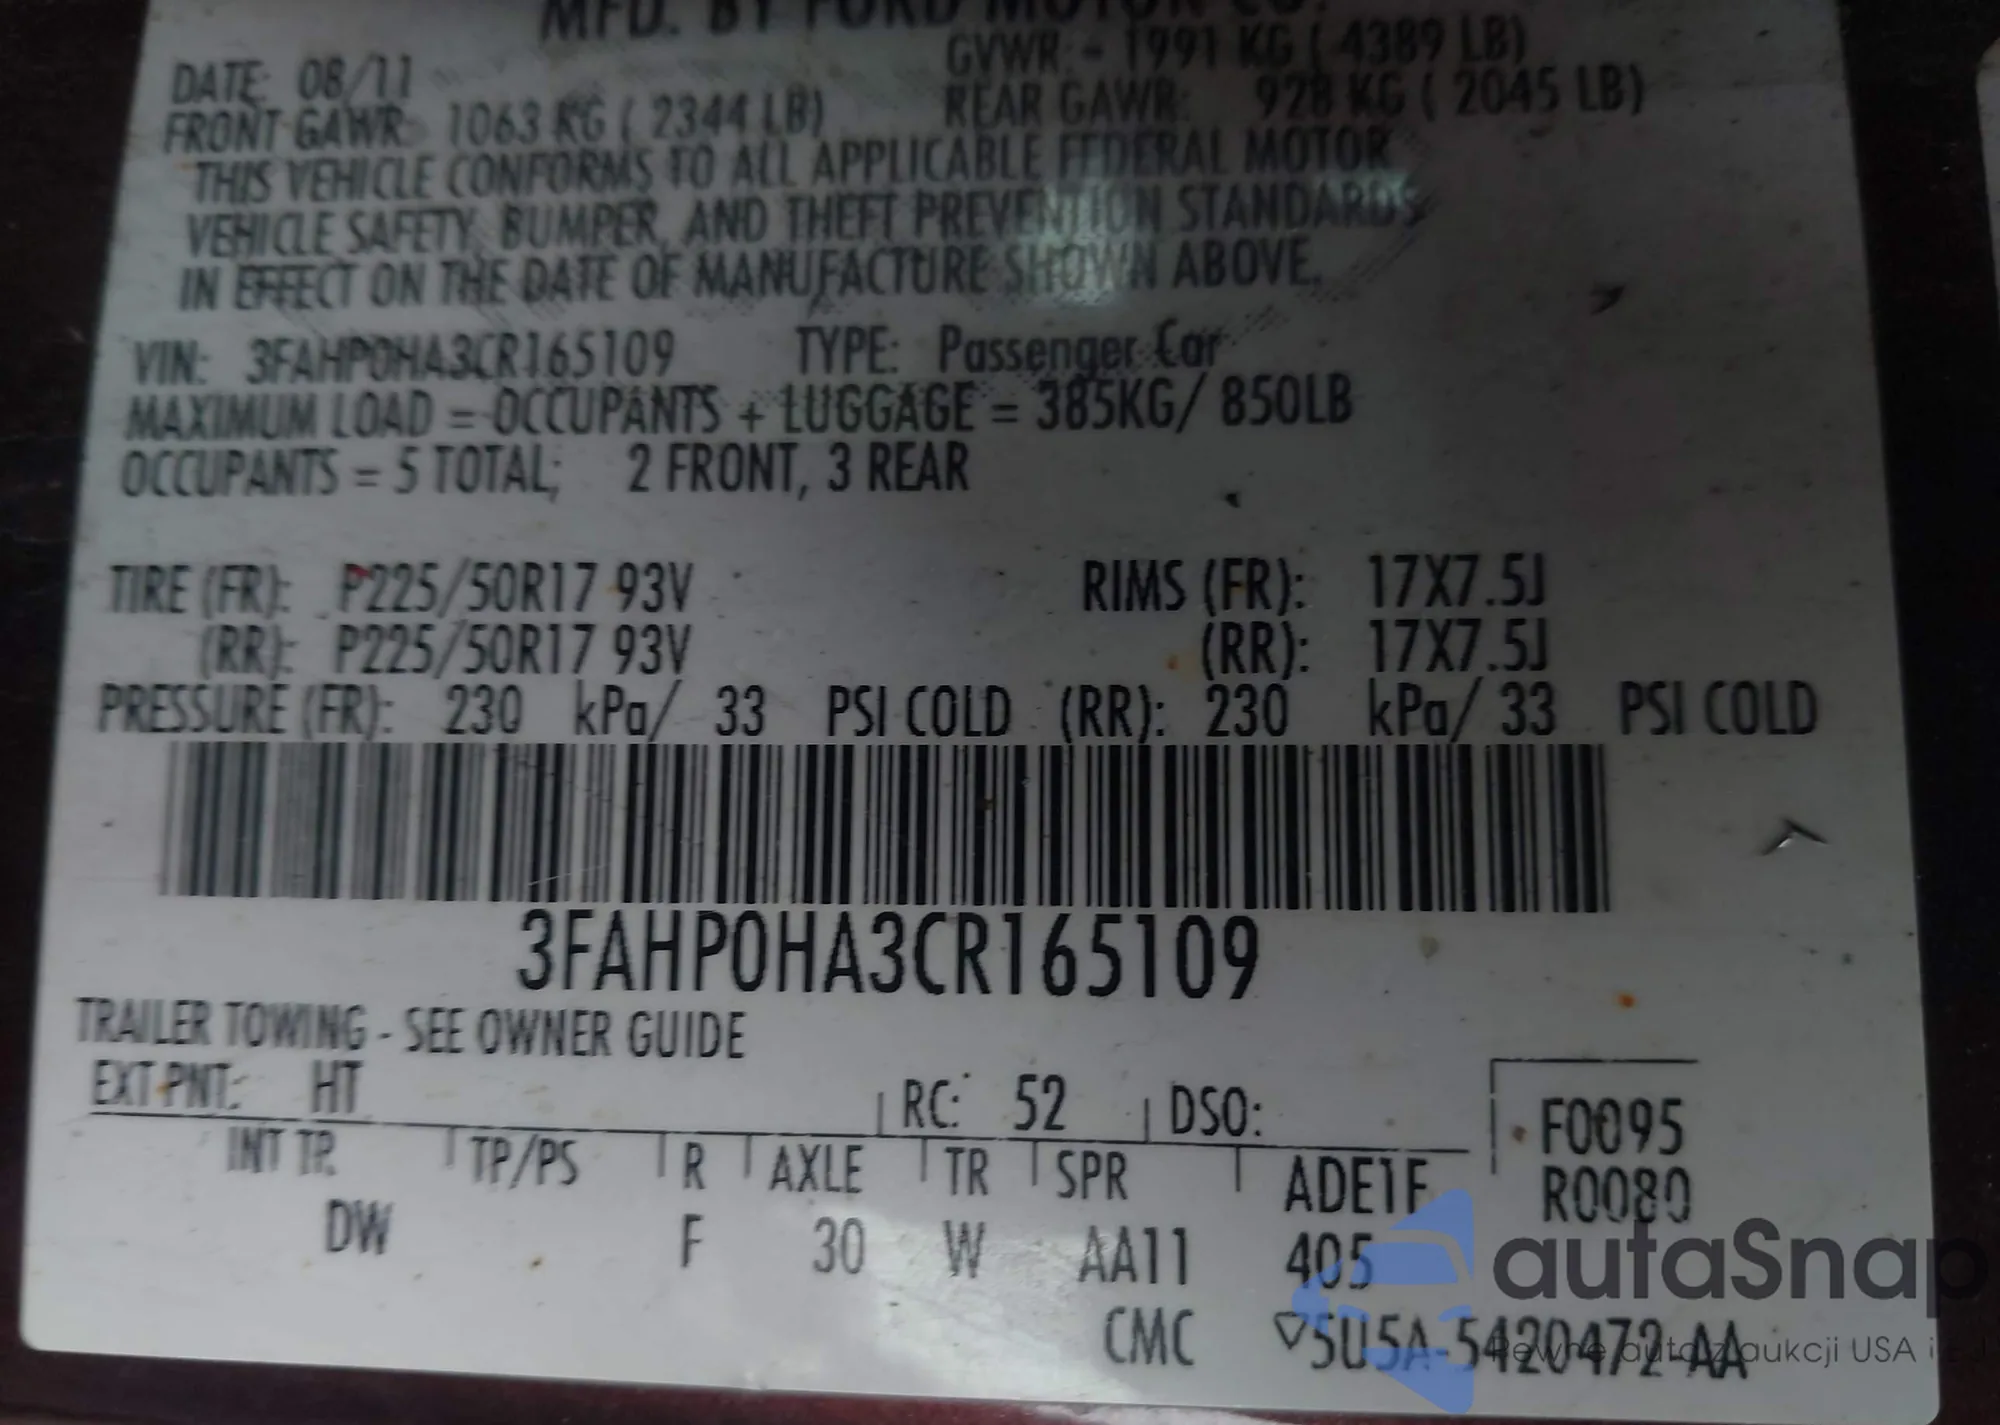 MFD. BY FORD MOTOR CO.
DATE: 08/11 GVWR: - 1991 KG ( 4389 LB)
FRONT GAWR: 1063 KG ( 2344 LB) REAR GAWR: 928 KG ( 2045 LB)
THIS VEHICLE CONFORMS TO ALL APPLICABLE FEDERAL MOTOR
VEHICLE SAFETY, BUMPER, AND THEFT PREVENTION STANDARDS
IN EFFECT ON THE DATE OF MANUFACTURE SHOWN ABOVE.
VIN: 3FAHP0HA3CR165109 TYPE: Passenger Car
MAXIMUM LOAD = OCCUPANTS + LUGGAGE = 385KG/ 850LB
OCCUPANTS = 5 TOTAL; 2 FRONT, 3 REAR
TIRE (FR): P225/50R17 93V RIMS (FR): 17X7.5J
(RR): P225/50R17 93V (RR): 17X7.5J
PRESSURE (FR): 230 kPa/ 33 PSI COLD (RR): 230 kPa/ 33 PSI COLD
3FAHP0HA3CR165109
TRAILER TOWING - SEE OWNER GUIDE
EXT PNT: HT RC: 52 DSO: F0095
INT TR TP/PS R AXLE TR SPR ADE1F R0080
DW F 30 W AA11 405
CMC ▽5U5A-5420472-AA
autaSnap
Pewne auta z aukcji USA i